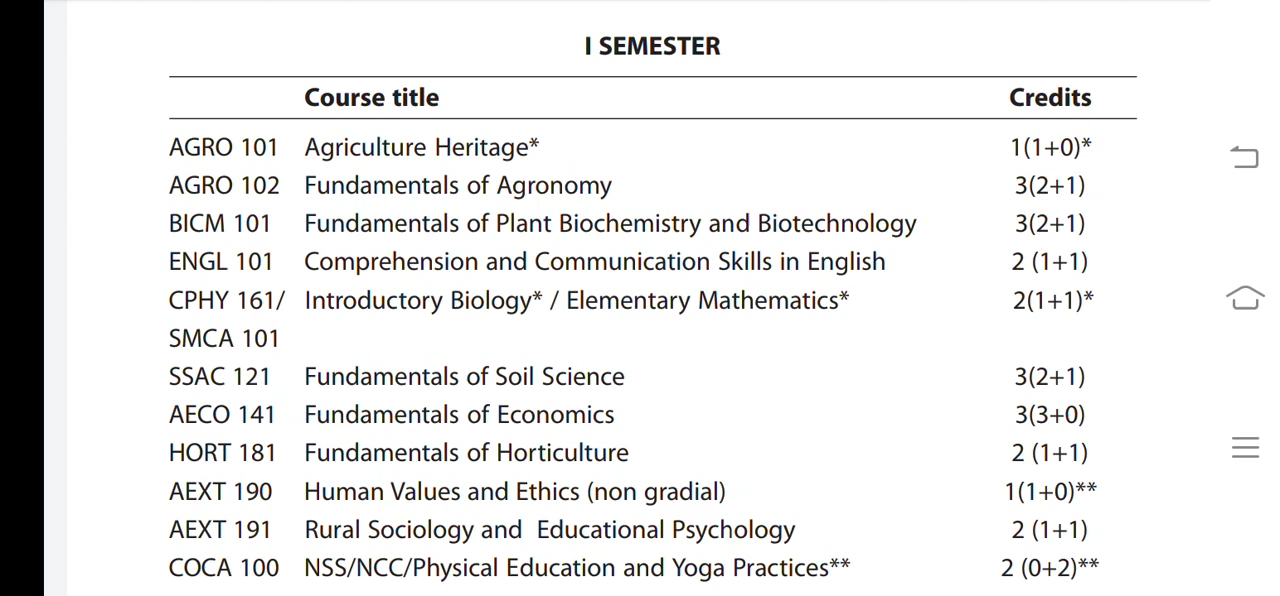 I SEMESTER
Course title Credits
AGRO 101 Agriculture Heritage* 1(1+0)*
AGRO 102 Fundamentals of Agronomy 3(2+1)
BICM 101 Fundamentals of Plant Biochemistry and Biotechnology 3(2+1)
ENGL 101 Comprehension and Communication Skills in English 2 (1+1)
CPHY 161/ Introductory Biology* / Elementary Mathematics* 2(1+1)*
SMCA 101
SSAC 121 Fundamentals of Soil Science 3(2+1)
AECO 141 Fundamentals of Economics 3(3+0)
HORT 181 Fundamentals of Horticulture 2 (1+1)
AEXT 190 Human Values and Ethics (non gradial) 1(1+0)**
AEXT 191 Rural Sociology and Educational Psychology 2 (1+1)
COCA 100 NSS/NCC/Physical Education and Yoga Practices** 2 (0+2)**